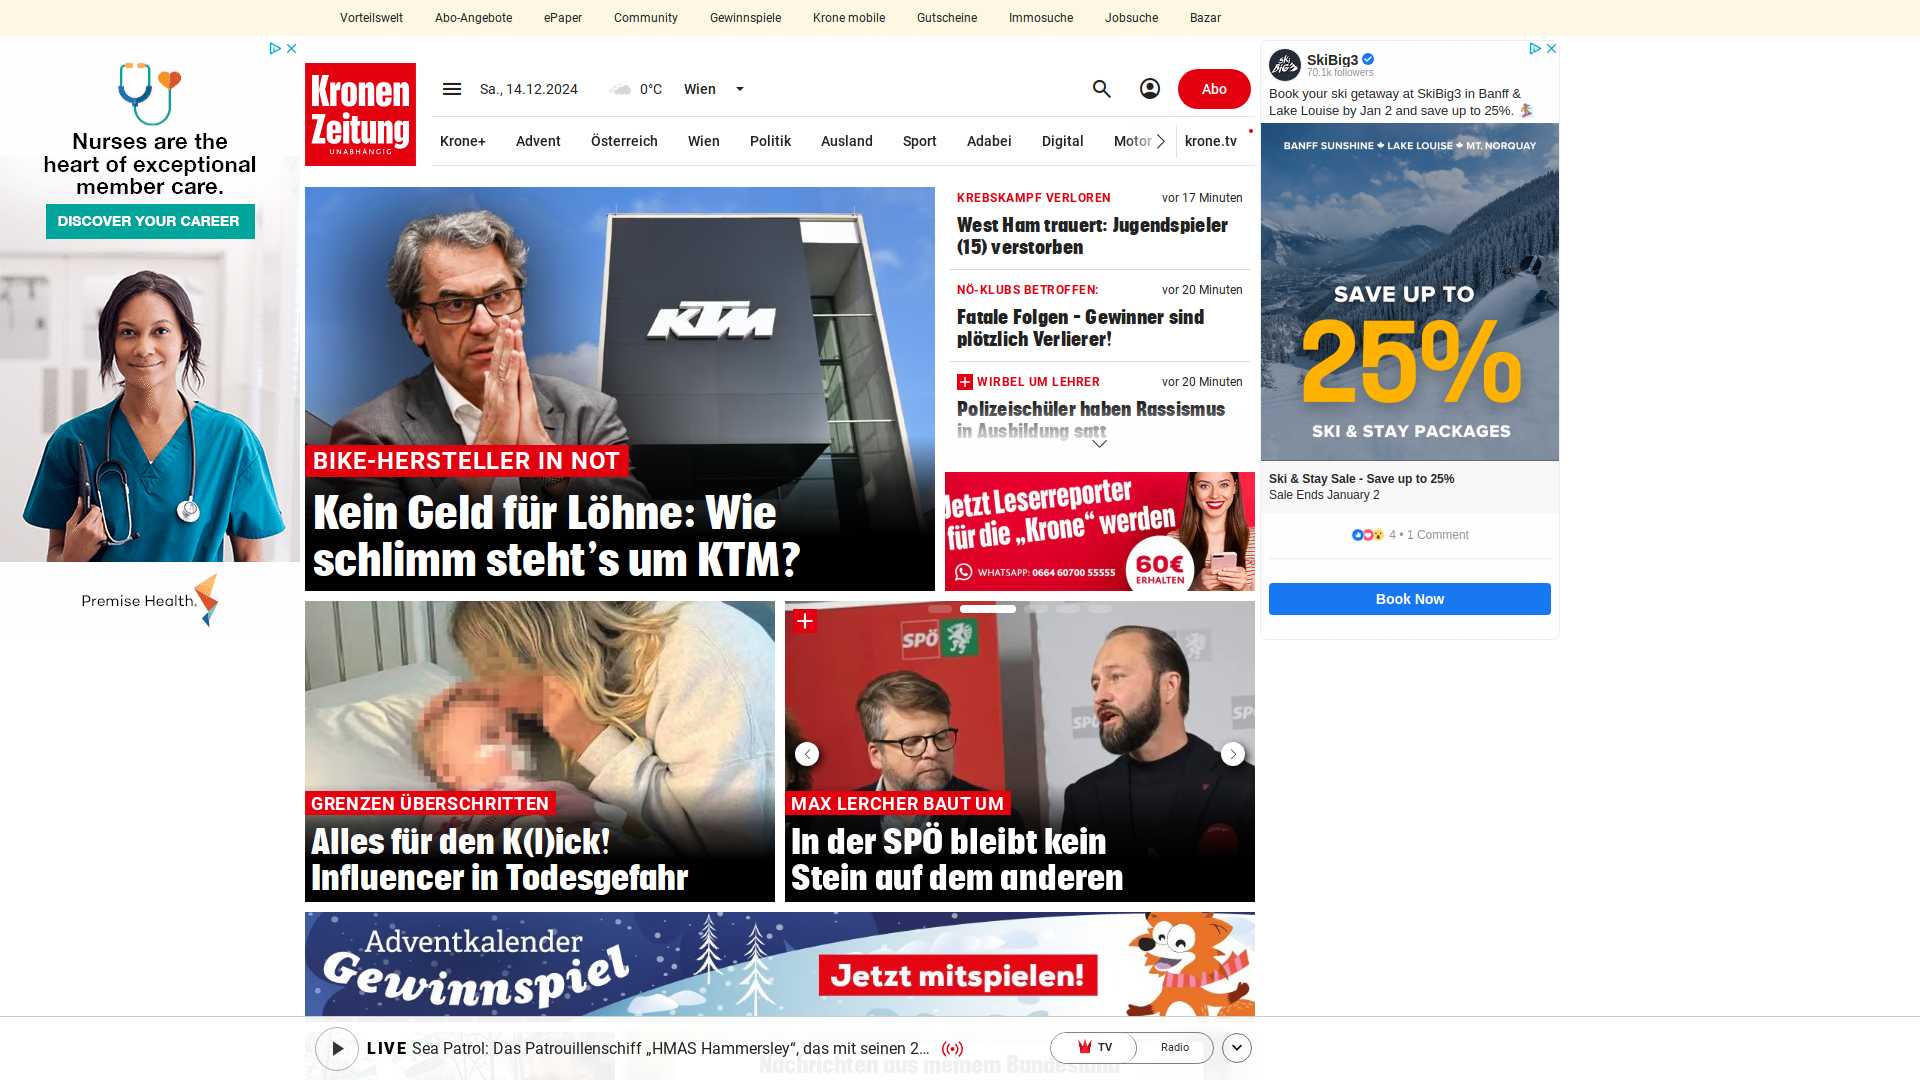 Vorteilswelt Abo-Angebote ePaper Community Gewinnspiele Krone mobile Gutscheine Immosuche Jobsuche Bazar
Nurses are the
heart of exceptional
member care.
DISCOVER YOUR CAREER
Premise Health.
Kronen
Zeitung
UNABHÄNGIG
Sa., 14.12.2024
0°C
Wien
Abo
Krone+ Advent Österreich Wien Politik Ausland Sport Adabei Digital Motor krone.tv
KTM
BIKE-HERSTELLER IN NOT
Kein Geld für Löhne: Wie
schlimm steht’s um KTM?
KREBSKAMPF VERLOREN
vor 17 Minuten
West Ham trauert: Jugendspieler
(15) verstorben
NÖ-KLUBS BETROFFEN:
vor 20 Minuten
Fatale Folgen – Gewinner sind
plötzlich Verlierer!
WIRBEL UM LEHRER
vor 20 Minuten
Polizeischüler haben Rassismus
in Ausbildung satt
Jetzt Leserreporter
für die „Krone“ werden
WHATSAPP: 0664 60700 55555
60€
ERHALTEN
GRENZEN ÜBERSCHRITTEN
Alles für den K(l)ick!
Influencer in Todesgefahr
SPÖ
MAX LERCHER BAUT UM
In der SPÖ bleibt kein
Stein auf dem anderen
Adventkalender
Gewinnspiel
Jetzt mitspielen!
LIVE Sea Patrol: Das Patrouillenschiff „HMAS Hammersley“, das mit seinen 2...
TV
Radio
Nachrichten aus meinem Bundesland
Ski BIG3
SkiBig3
70.1k followers
Book your ski getaway at SkiBig3 in Banff &
Lake Louise by Jan 2 and save up to 25%.
BANFF SUNSHINE LAKE LOUISE MT. NORQUAY
SAVE UP TO
25%
SKI & STAY PACKAGES
Ski & Stay Sale - Save up to 25%
Sale Ends January 2
4 • 1 Comment
Book Now